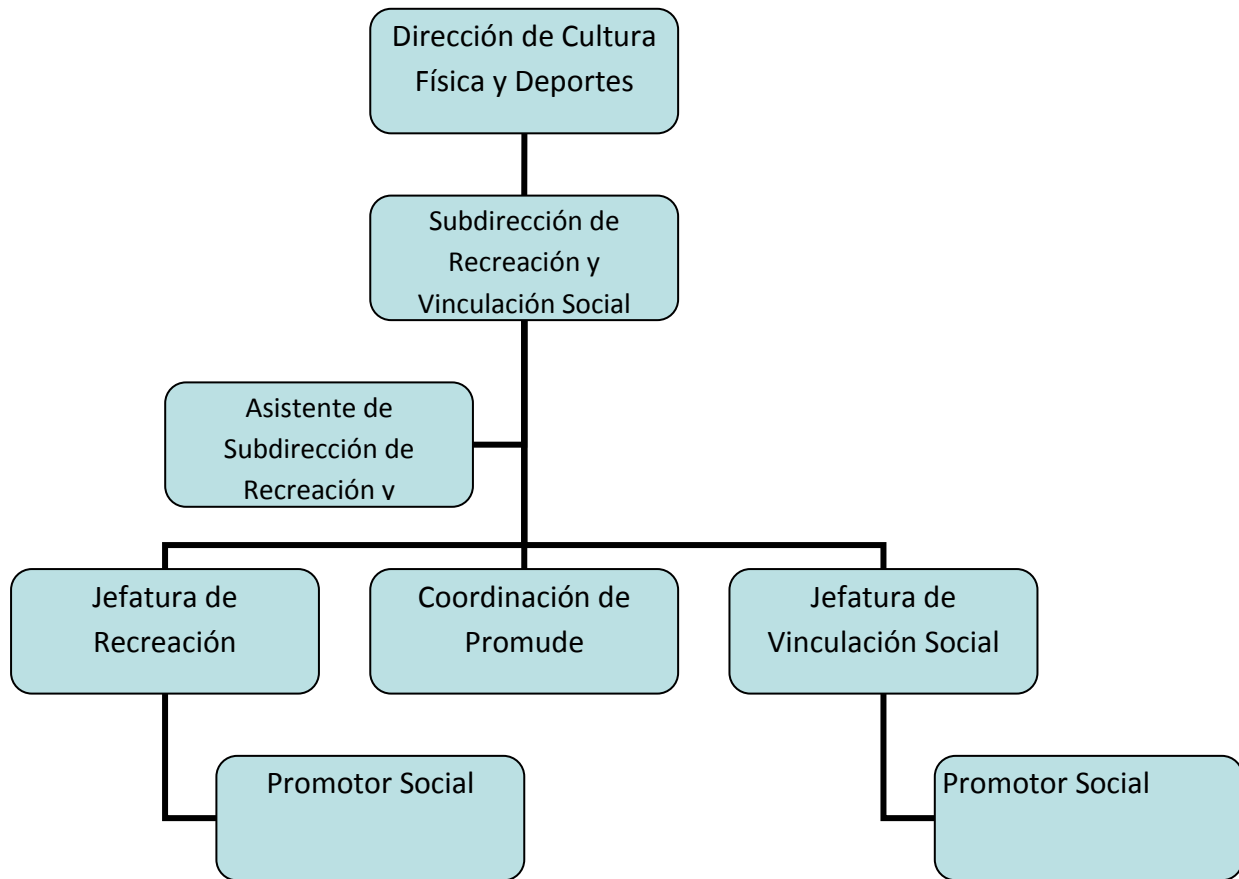 Dirección de Cultura
Física y Deportes
Subdirección de
Recreación y
Vinculación Social
Asistente de
Subdirección de
Recreación y
Jefatura de
Recreación
Coordinación de
Promude
Jefatura de
Vinculación Social
Promotor Social
Promotor Social